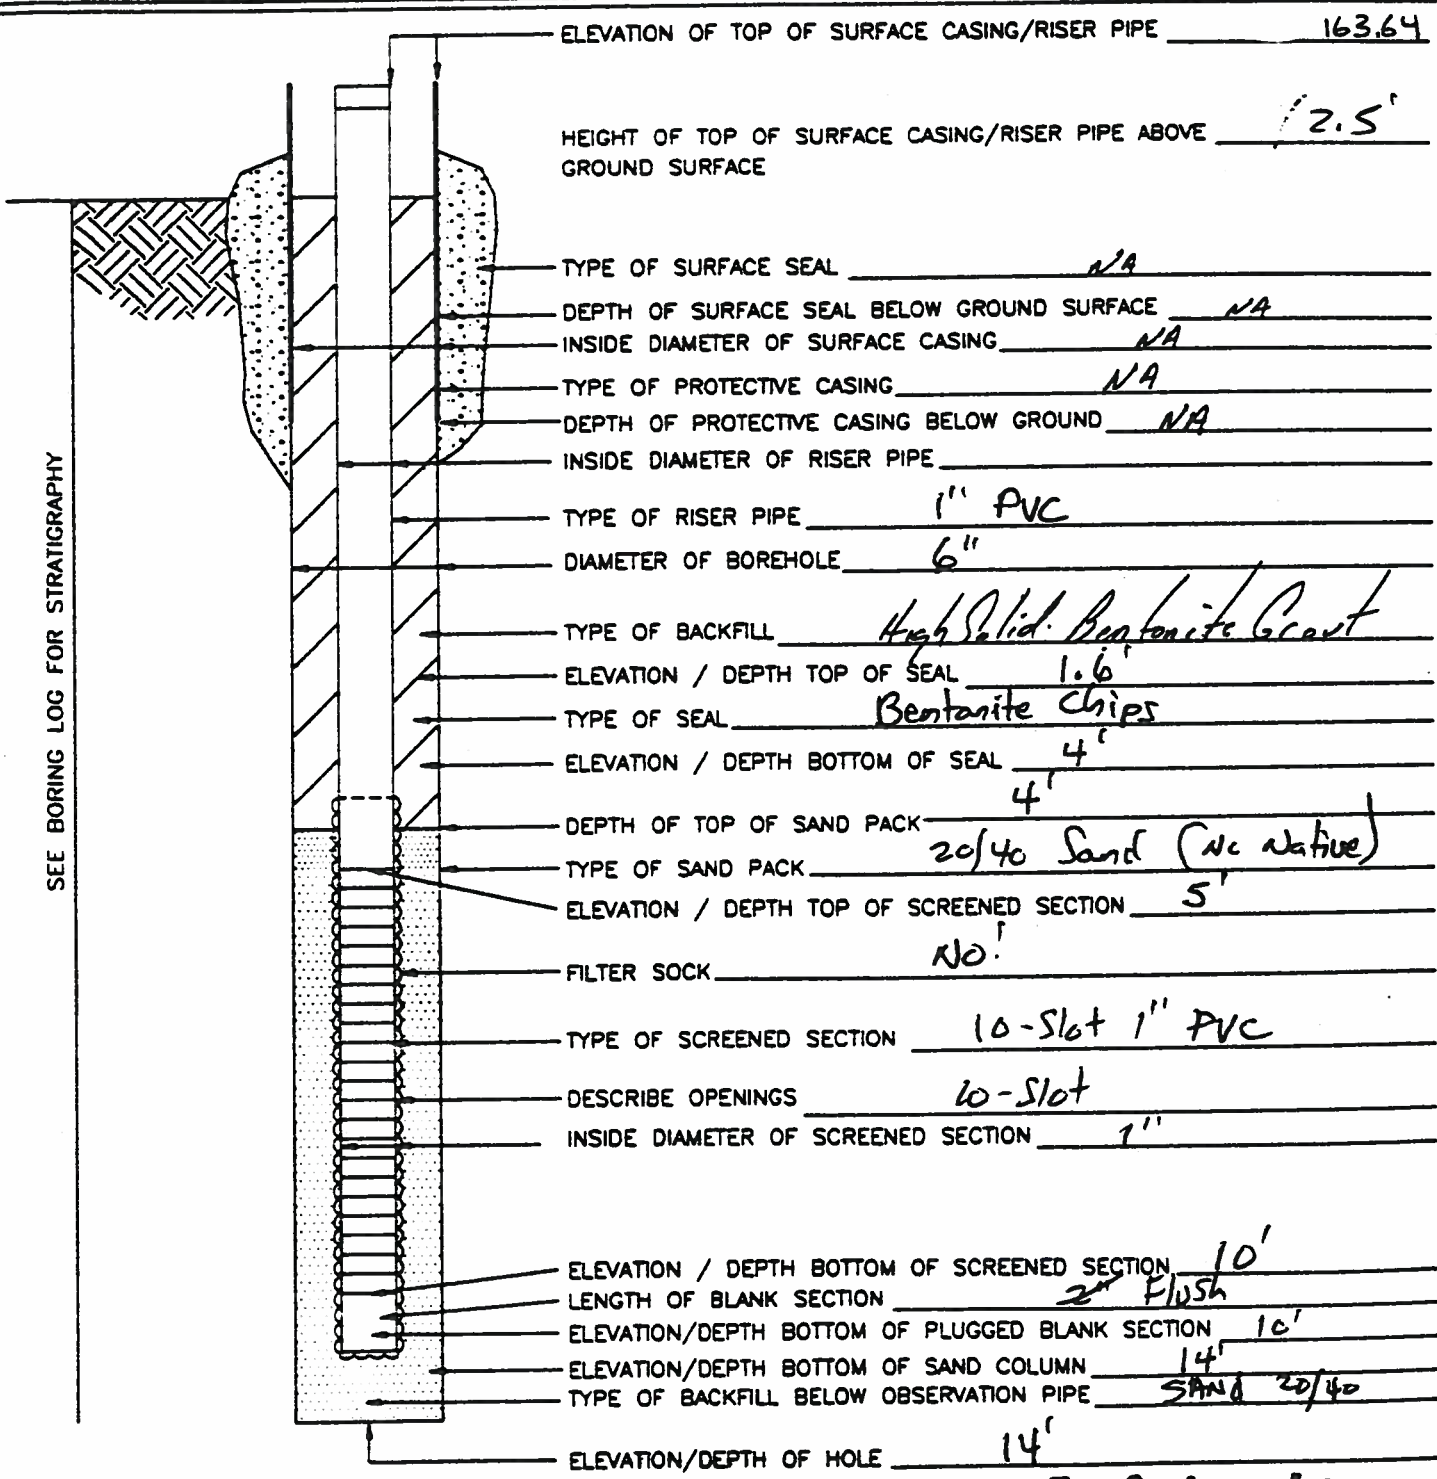 ELEVATION OF TOP OF SURFACE CASING/RISER PIPE 163.64
HEIGHT OF TOP OF SURFACE CASING/RISER PIPE ABOVE 2.5'
GROUND SURFACE
TYPE OF SURFACE SEAL NA
DEPTH OF SURFACE SEAL BELOW GROUND SURFACE NA
INSIDE DIAMETER OF SURFACE CASING NA
TYPE OF PROTECTIVE CASING NA
DEPTH OF PROTECTIVE CASING BELOW GROUND NA
INSIDE DIAMETER OF RISER PIPE
TYPE OF RISER PIPE 1" PVC
DIAMETER OF BOREHOLE 6"
TYPE OF BACKFILL High Solid Bentonite Grout
ELEVATION / DEPTH TOP OF SEAL 1.6'
TYPE OF SEAL Bentonite Chips
ELEVATION / DEPTH BOTTOM OF SEAL 4'
DEPTH OF TOP OF SAND PACK 4'
TYPE OF SAND PACK 20/40 Sand (No Native)
ELEVATION / DEPTH TOP OF SCREENED SECTION 5'
FILTER SOCK No!
TYPE OF SCREENED SECTION 10-Slot 1" PVC
DESCRIBE OPENINGS 10-Slot
INSIDE DIAMETER OF SCREENED SECTION 1"
ELEVATION / DEPTH BOTTOM OF SCREENED SECTION 10'
LENGTH OF BLANK SECTION Flush
ELEVATION/DEPTH BOTTOM OF PLUGGED BLANK SECTION 10'
ELEVATION/DEPTH BOTTOM OF SAND COLUMN 14'
TYPE OF BACKFILL BELOW OBSERVATION PIPE SANd 20/40
ELEVATION/DEPTH OF HOLE 14'
SEE BORING LOG FOR STRATIGRAPHY